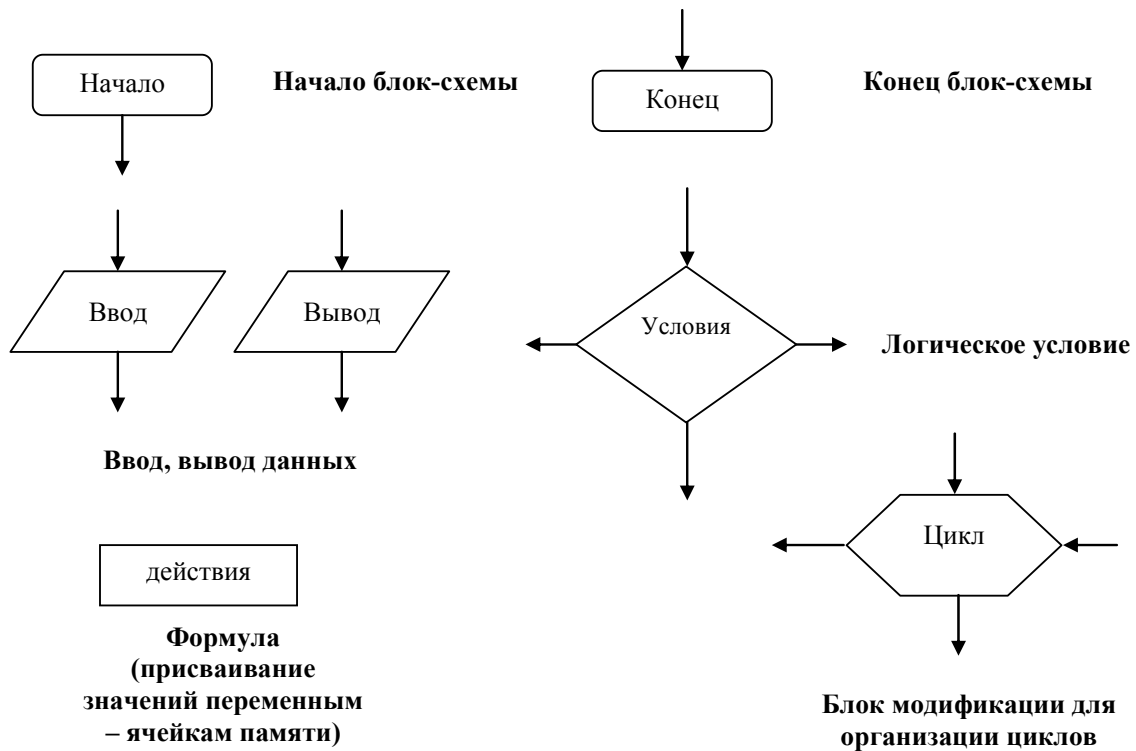 Начало
Начало блок-схемы
Конец
Конец блок-схемы
Ввод
Вывод
Условия
Логическое условие
Ввод, вывод данных
Цикл
действия
Формула
(присваивание
значений переменным
– ячейкам памяти)
Блок модификации для
организации циклов